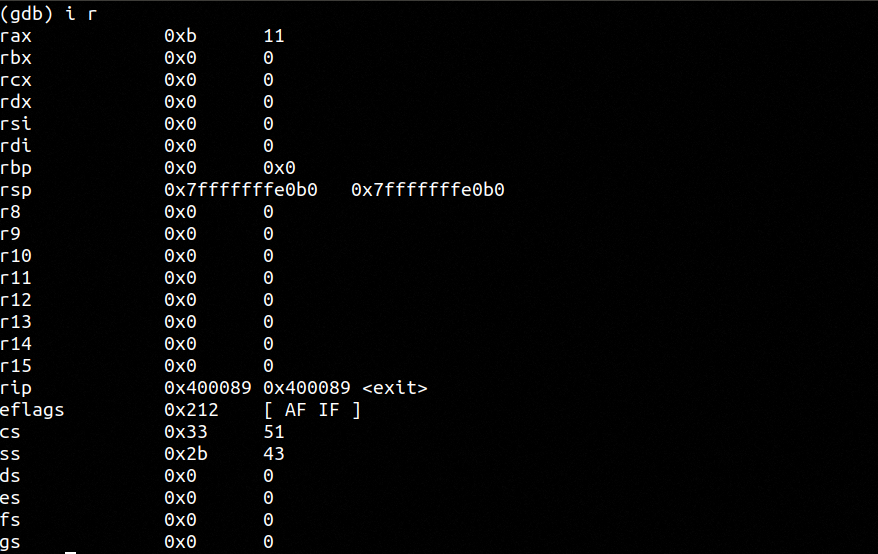 (gdb) i r
rax 0xb 11
rbx 0x0 0
rcx 0x0 0
rdx 0x0 0
rsi 0x0 0
rdi 0x0 0
rbp 0x0 0x0
rsp 0x7fffffffe0b0 0x7fffffffe0b0
r8 0x0 0
r9 0x0 0
r10 0x0 0
r11 0x0 0
r12 0x0 0
r13 0x0 0
r14 0x0 0
r15 0x0 0
rip 0x400089 0x400089 <exit>
eflags 0x212 [ AF IF ]
cs 0x33 51
ss 0x2b 43
ds 0x0 0
es 0x0 0
fs 0x0 0
gs 0x0 0